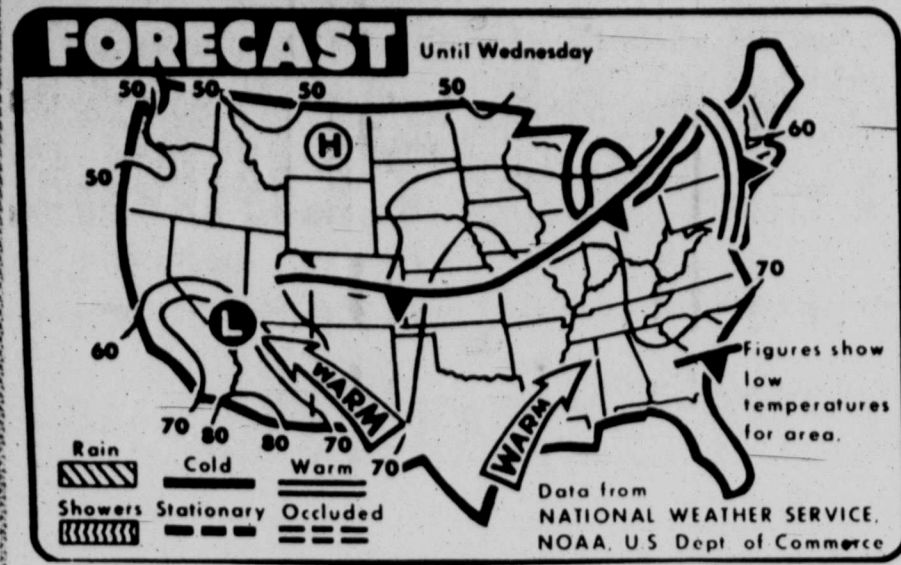 FORECAST
Until Wednesday
50 50 50 50
H
60
50
70
L
60
WARM
WARM
70 80 80 70 70
Figures show
low
temperatures
for area.
Rain
Cold
Warm
Showers
Stationary
Occluded
Data from
NATIONAL WEATHER SERVICE,
NOAA, U.S. Dept. of Commerce